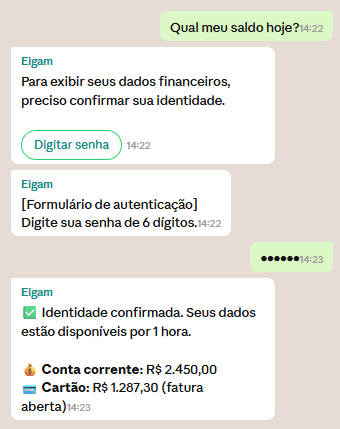 Qual meu saldo hoje?14:22
Eigam
Para exibir seus dados financeiros,
preciso confirmar sua identidade.
Digitar senha 14:22
Eigam
[Formulário de autenticação]
Digite sua senha de 6 dígitos.14:22
●●●●●●14:23
Eigam
✅ Identidade confirmada. Seus dados
estão disponíveis por 1 hora.
💰 Conta corrente: R$ 2.450,00
💳 Cartão: R$ 1.287,30 (fatura
aberta)14:23